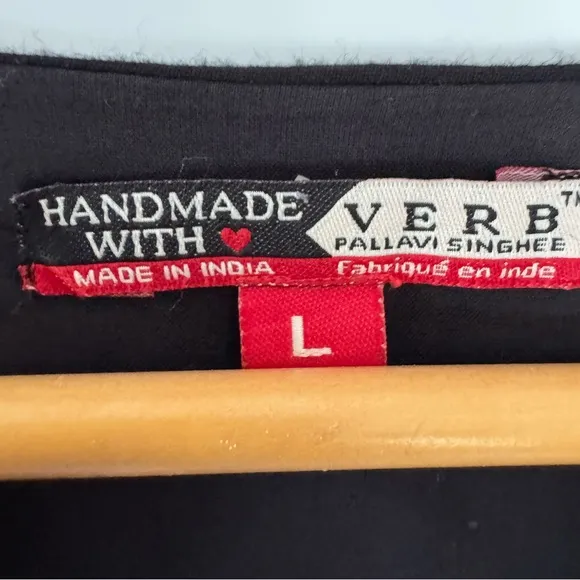 HANDMADE
WITH ♥
VERB™
PALLAVI SINGHEE
MADE IN INDIA
Fabriqué en inde
L